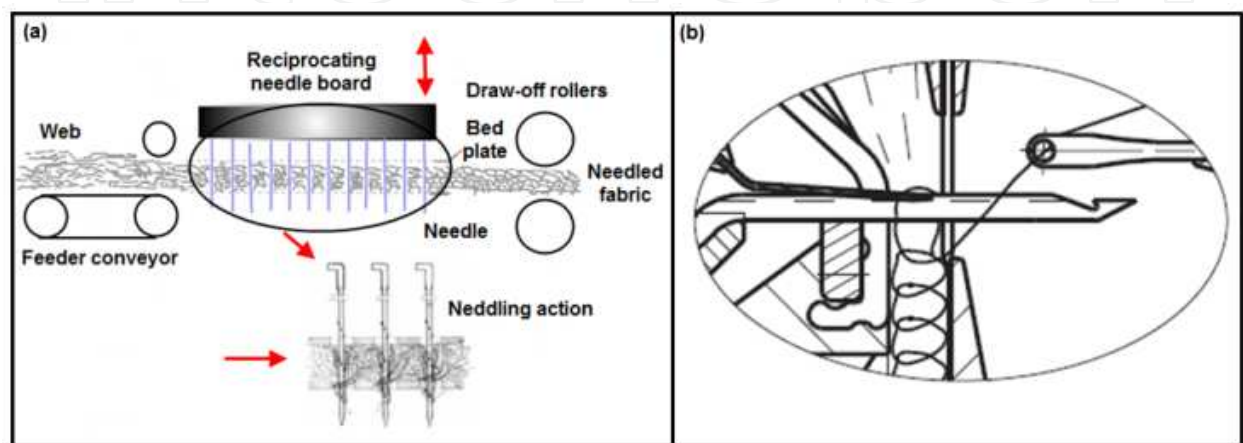 (a)
Reciprocating
needle board
Draw-off rollers
Web
Bed
plate
Needled
fabric
Needle
Feeder conveyor
Neddling action
(b)